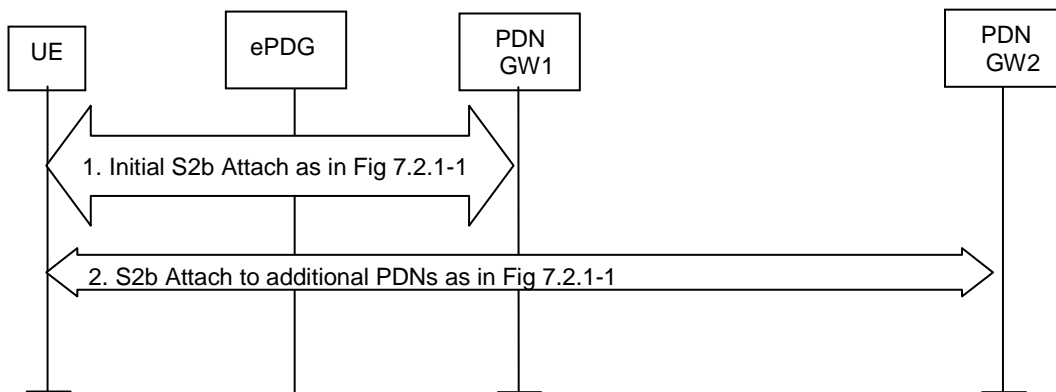 UE
ePDG
PDN
GW1
PDN
GW2
1. Initial S2b Attach as in Fig 7.2.1-1
2. S2b Attach to additional PDNs as in Fig 7.2.1-1